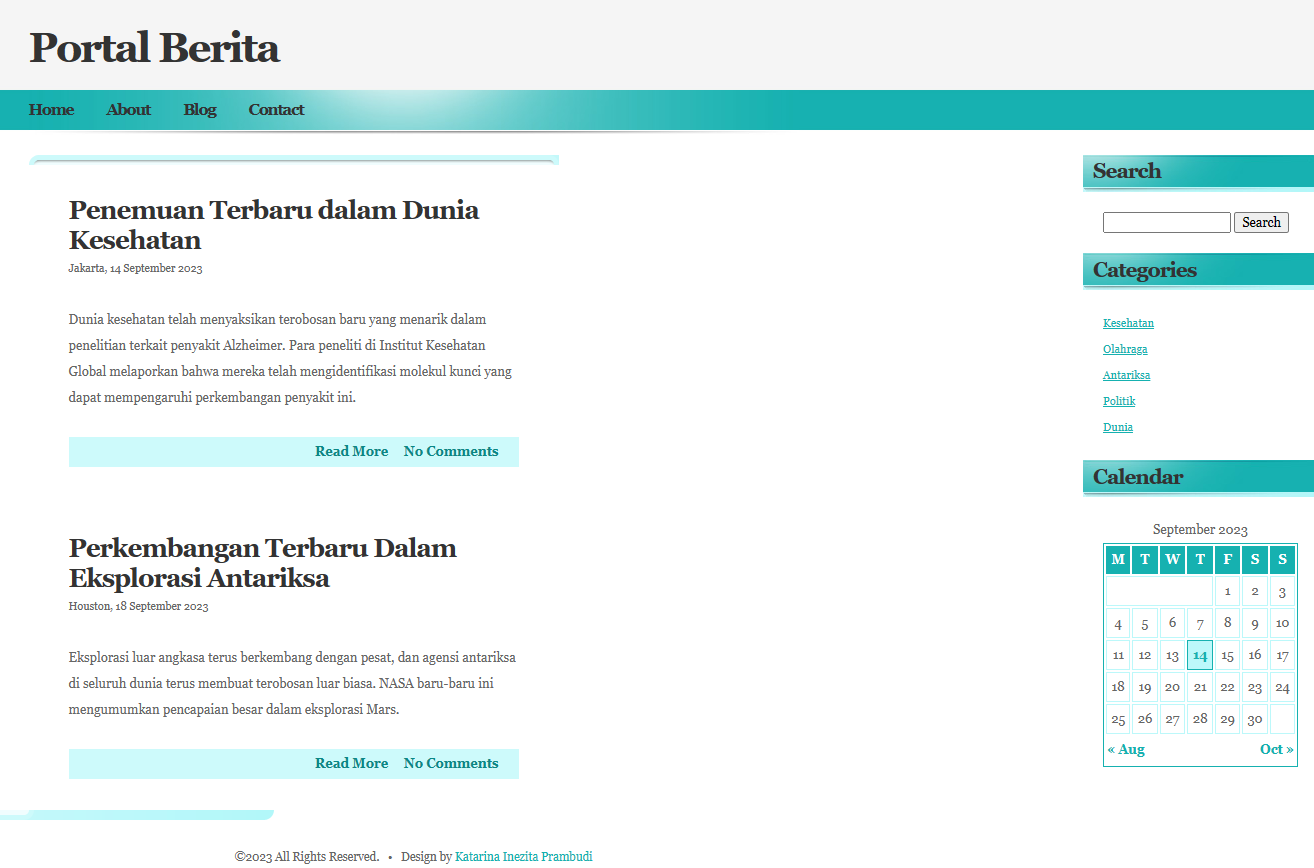 Portal Berita
Home About Blog Contact
Penemuan Terbaru dalam Dunia
Kesehatan
Jakarta, 14 September 2023
Dunia kesehatan telah menyaksikan terobosan baru yang menarik dalam
penelitian terkait penyakit Alzheimer. Para peneliti di Institut Kesehatan
Global melaporkan bahwa mereka telah mengidentifikasi molekul kunci yang
dapat mempengaruhi perkembangan penyakit ini.
Read More No Comments
Perkembangan Terbaru Dalam
Eksplorasi Antariksa
Houston, 18 September 2023
Eksplorasi luar angkasa terus berkembang dengan pesat, dan agensi antariksa
di seluruh dunia terus membuat terobosan luar biasa. NASA baru-baru ini
mengumumkan pencapaian besar dalam eksplorasi Mars.
Read More No Comments
Search
Search
Categories
Kesehatan
Olahraga
Antariksa
Politik
Dunia
Calendar
September 2023
M T W T F S S
1 2 3
4 5 6 7 8 9 10
11 12 13 14 15 16 17
18 19 20 21 22 23 24
25 26 27 28 29 30
« Aug Oct »
©2023 All Rights Reserved. • Design by Katarina Inezita Prambudi